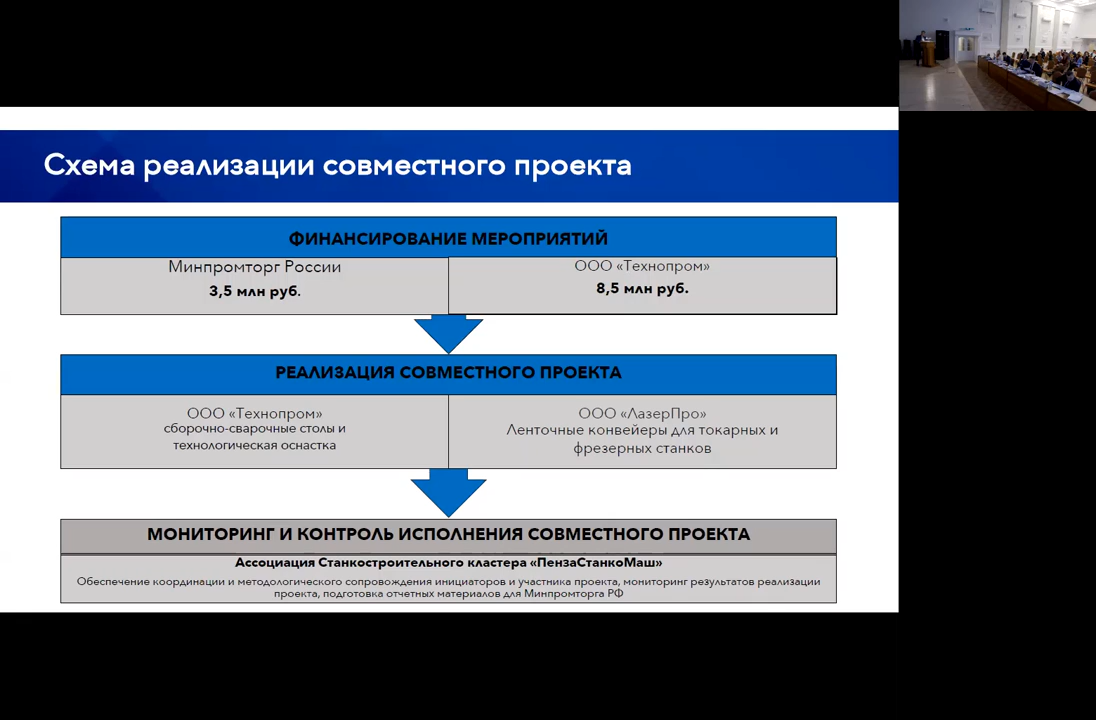 Схема реализации совместного проекта
ФИНАНСИРОВАНИЕ МЕРОПРИЯТИЙ
Минпромторг России
3,5 млн руб.
ООО «Технопром»
8,5 млн руб.
РЕАЛИЗАЦИЯ СОВМЕСТНОГО ПРОЕКТА
ООО «Технопром»
сборочно-сварочные столы и
технологическая оснастка
ООО «ЛазерПро»
Ленточные конвейеры для токарных и
фрезерных станков
МОНИТОРИНГ И КОНТРОЛЬ ИСПОЛНЕНИЯ СОВМЕСТНОГО ПРОЕКТА
Ассоциация Станкостроительного кластера «ПензаСтанкоМаш»
Обеспечение координации и методологического сопровождения инициаторов и участника проекта, мониторинг результатов реализации
проекта, подготовка отчетных материалов для Минпромторга РФ